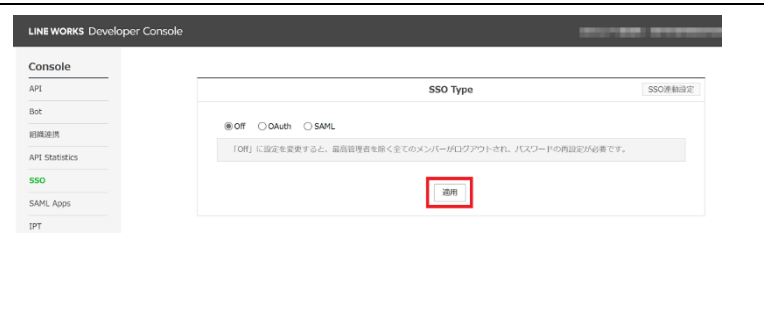 LINE WORKS Developer Console
Console
API
Bot
組織連携
API Statistics
SSO
SAML Apps
IPT
SSO Type
SSO連動設定
Off OAuth SAML
「Off」に設定を変更すると、最高管理者を除く全てのメンバーがログアウトされ、パスワードの再設定が必要です。
適用